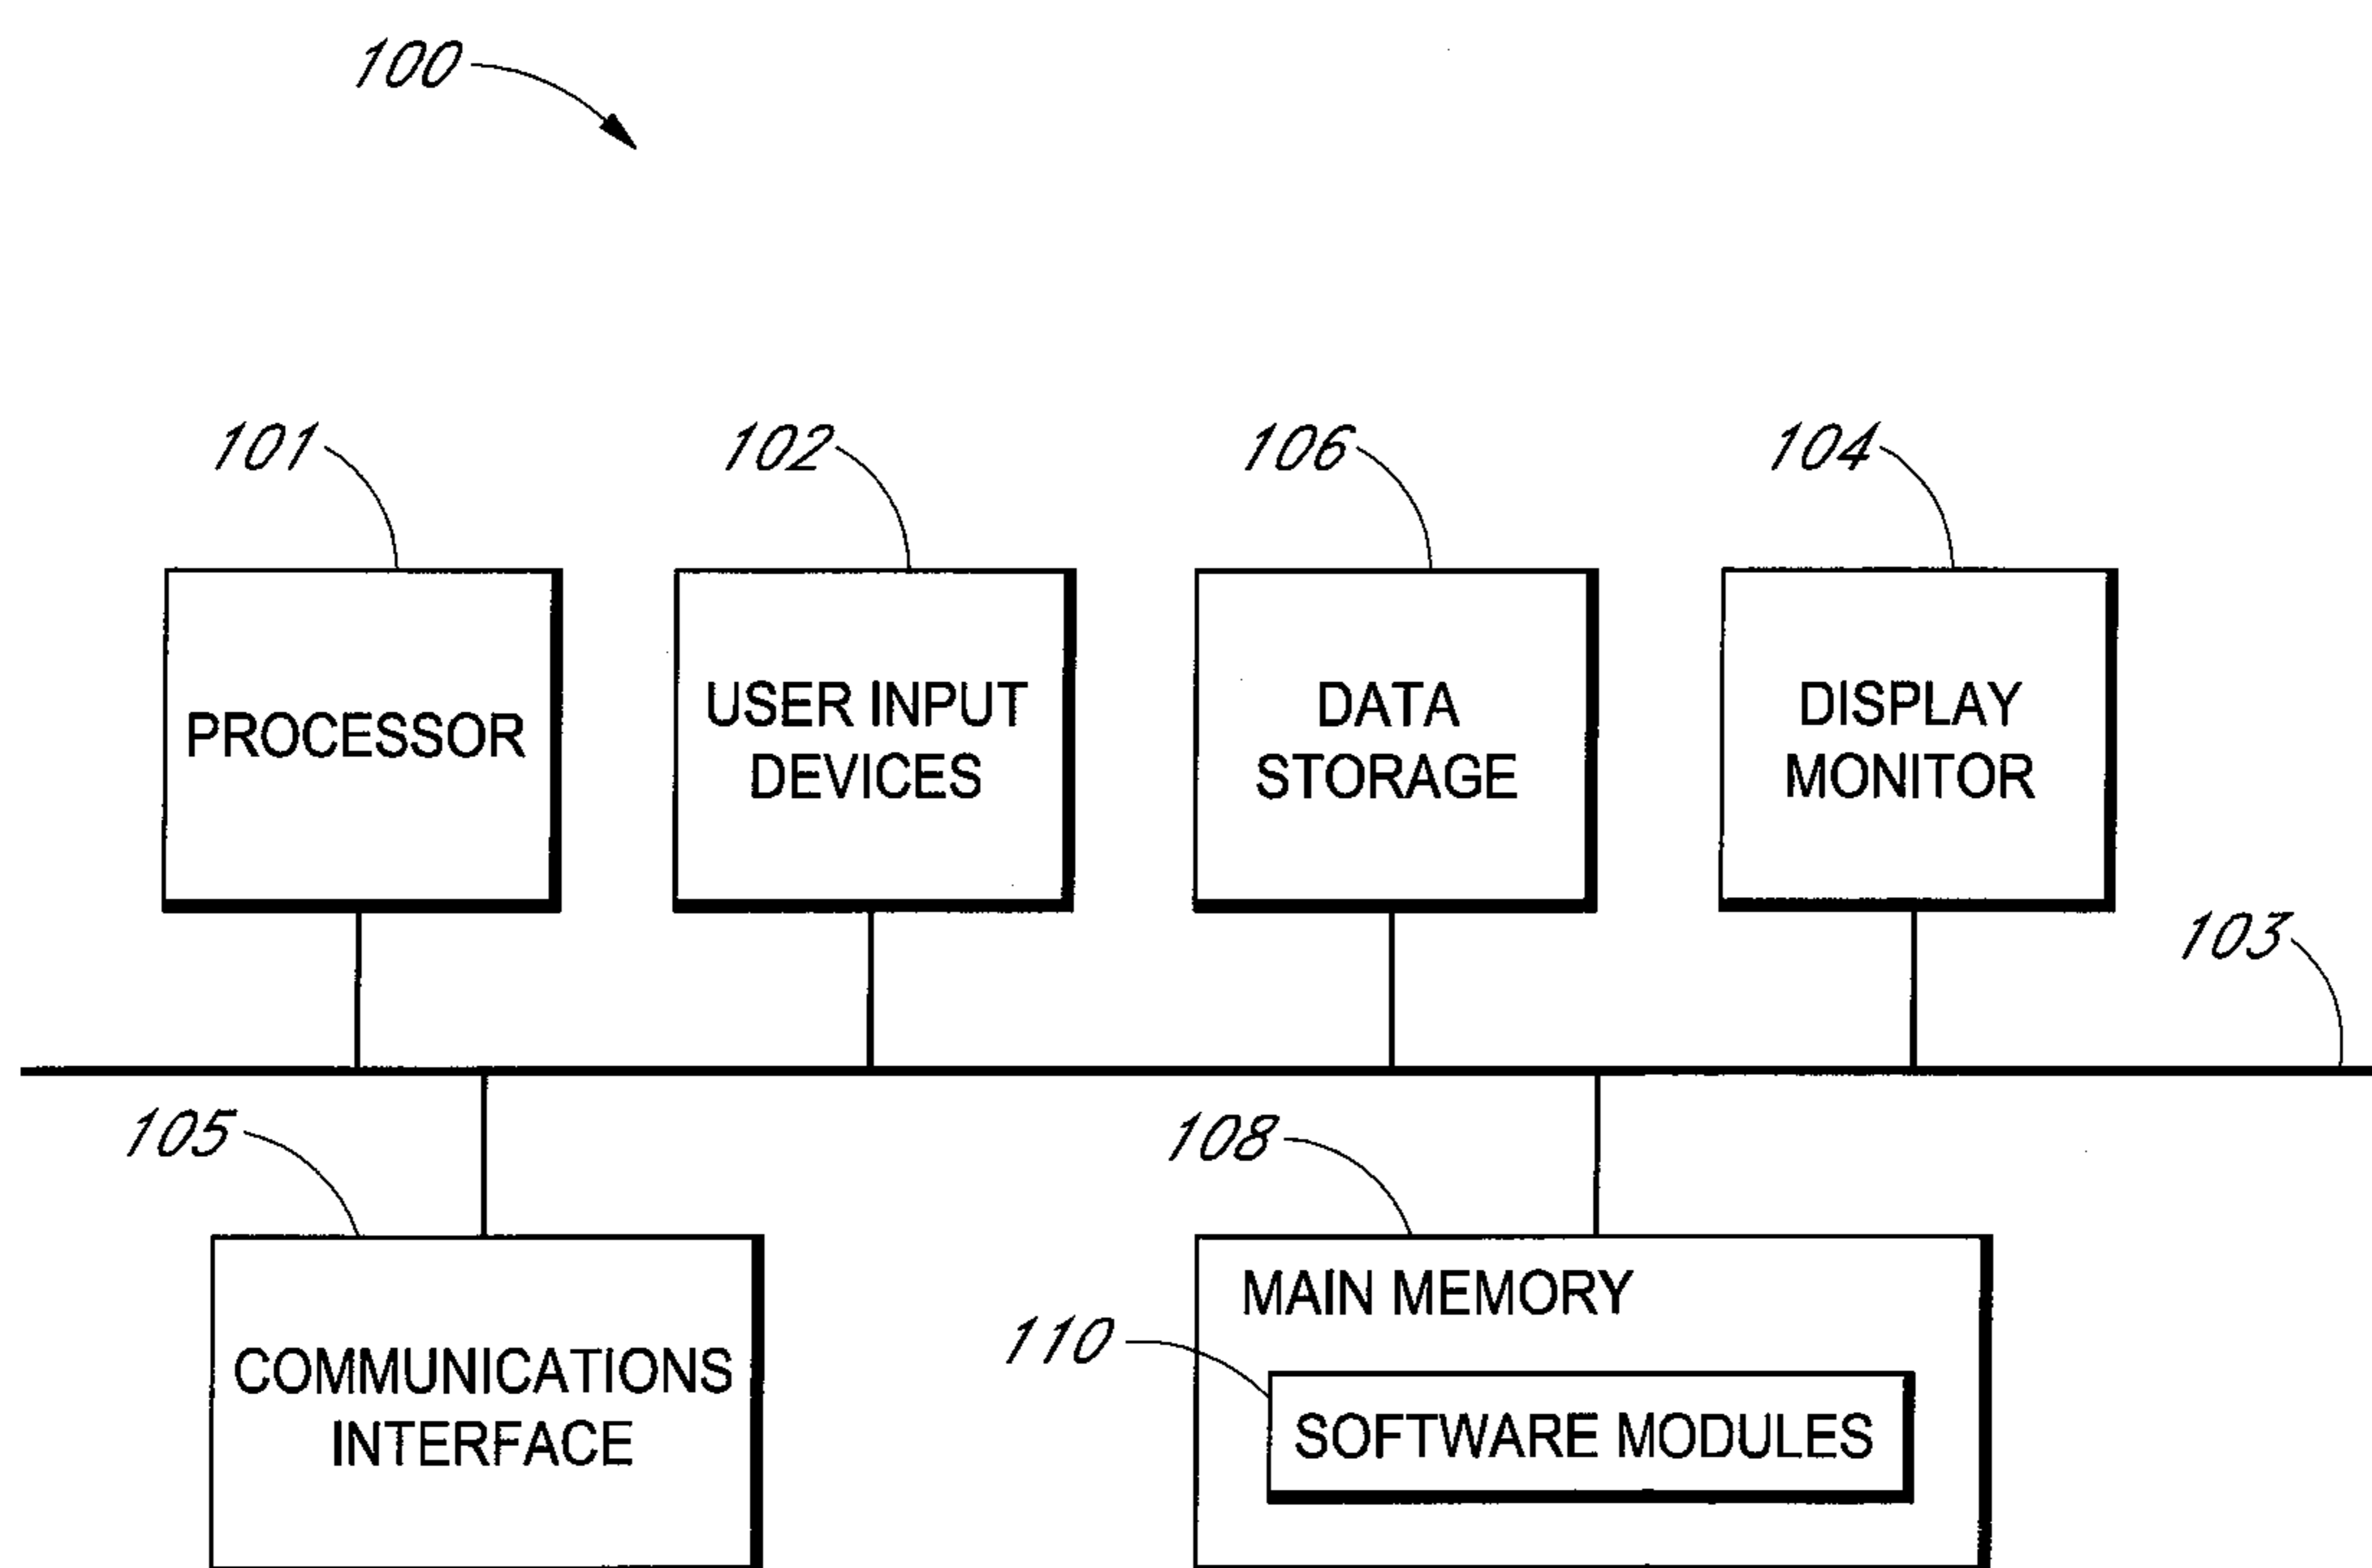 100
101
102
106
104
PROCESSOR
USER INPUT
DEVICES
DATA
STORAGE
DISPLAY
MONITOR
103
105
108
COMMUNICATIONS
INTERFACE
MAIN MEMORY
110
SOFTWARE MODULES